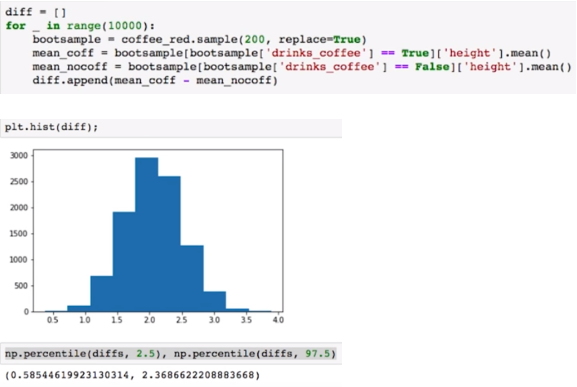 diff = []
for _ in range(10000):
    bootsample = coffee_red.sample(200, replace=True)
    mean_coff = bootsample[bootsample['drinks_coffee'] == True]['height'].mean()
    mean_nocoff = bootsample[bootsample['drinks_coffee'] == False]['height'].mean()
    diff.append(mean_coff - mean_nocoff)
plt.hist(diff);
3000
2500
2000
1500
1000
500
0
0.5 1.0 1.5 2.0 2.5 3.0 3.5 4.0
np.percentile(diffs, 2.5), np.percentile(diffs, 97.5)
(0.58544619923130314, 2.3686622208883668)